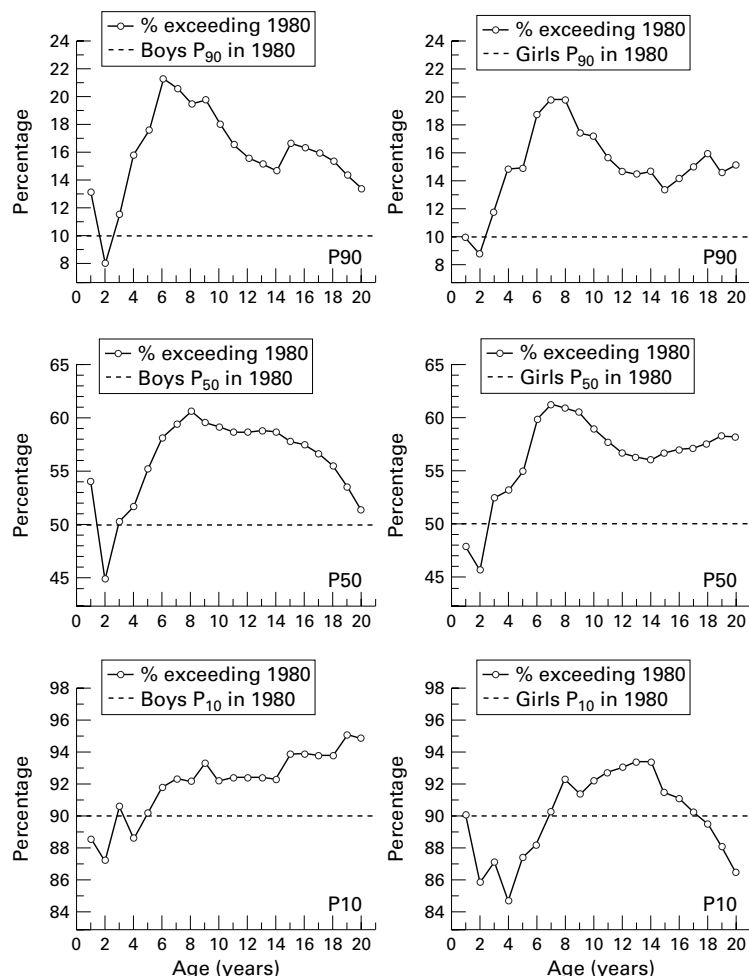 % exceeding 1980
Boys P90 in 1980
24
22
20
18
16
14
12
10
8
Percentage
0 2 4 6 8 10 12 14 16 18 20
P90
% exceeding 1980
Girls P90 in 1980
24
22
20
18
16
14
12
10
8
Percentage
0 2 4 6 8 10 12 14 16 18 20
P90
% exceeding 1980
Boys P50 in 1980
65
60
55
50
45
Percentage
0 2 4 6 8 10 12 14 16 18 20
P50
% exceeding 1980
Girls P50 in 1980
65
60
55
50
45
Percentage
0 2 4 6 8 10 12 14 16 18 20
P50
% exceeding 1980
Boys P10 in 1980
98
96
94
92
90
88
86
84
Percentage
0 2 4 6 8 10 12 14 16 18 20
P10
Age (years)
% exceeding 1980
Girls P10 in 1980
98
96
94
92
90
88
86
84
Percentage
0 2 4 6 8 10 12 14 16 18 20
P10
Age (years)